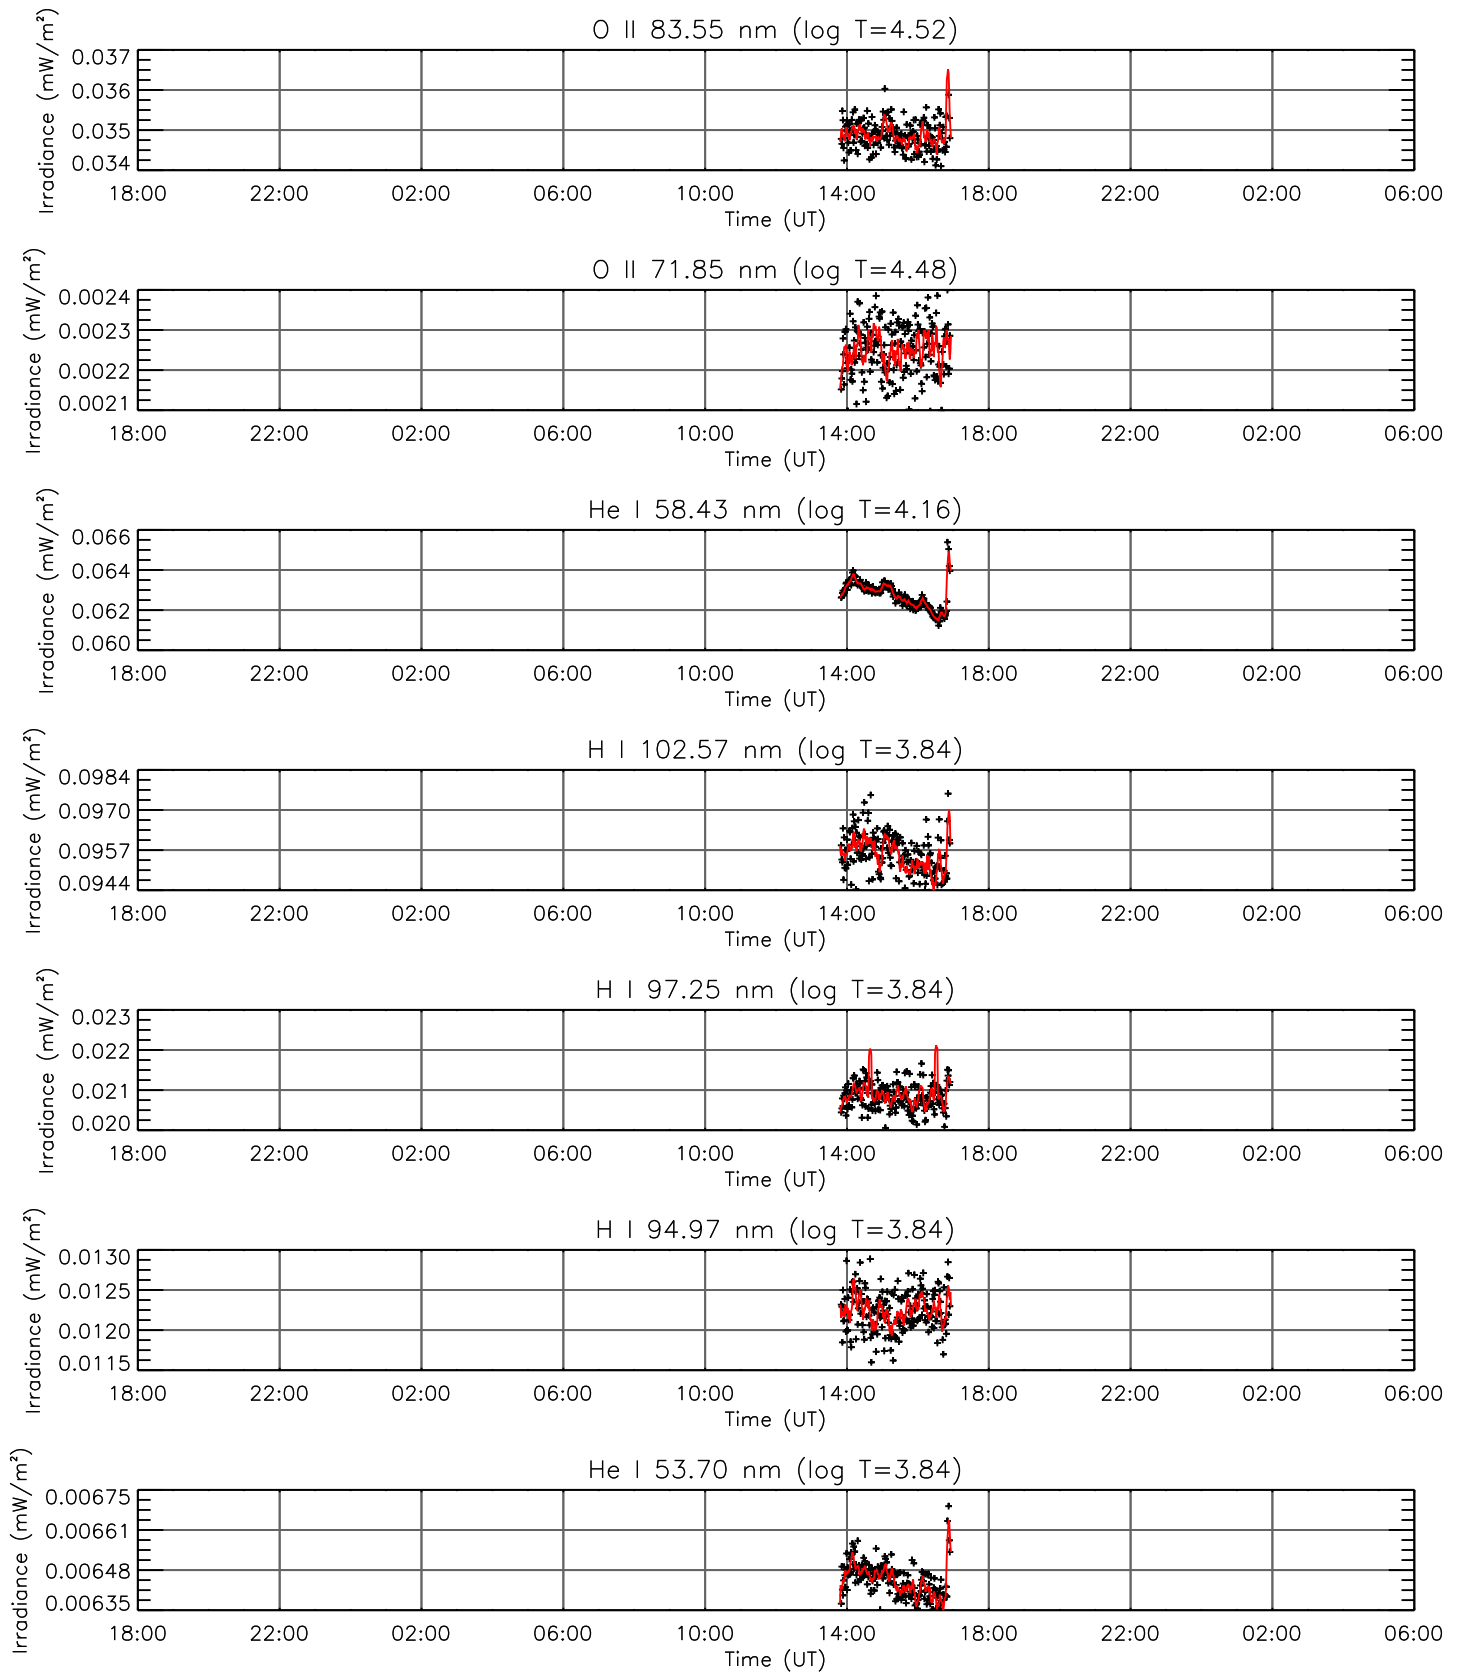 O II 83.55 nm (log T=4.52)
Irradiance (mW/m²)
0.037
0.036
0.035
0.034
18:00 22:00 02:00 06:00 10:00 14:00 18:00 22:00 02:00 06:00
Time (UT)
O II 71.85 nm (log T=4.48)
Irradiance (mW/m²)
0.0024
0.0023
0.0022
0.0021
18:00 22:00 02:00 06:00 10:00 14:00 18:00 22:00 02:00 06:00
Time (UT)
He I 58.43 nm (log T=4.16)
Irradiance (mW/m²)
0.066
0.064
0.062
0.060
18:00 22:00 02:00 06:00 10:00 14:00 18:00 22:00 02:00 06:00
Time (UT)
H I 102.57 nm (log T=3.84)
Irradiance (mW/m²)
0.0984
0.0970
0.0957
0.0944
18:00 22:00 02:00 06:00 10:00 14:00 18:00 22:00 02:00 06:00
Time (UT)
H I 97.25 nm (log T=3.84)
Irradiance (mW/m²)
0.023
0.022
0.021
0.020
18:00 22:00 02:00 06:00 10:00 14:00 18:00 22:00 02:00 06:00
Time (UT)
H I 94.97 nm (log T=3.84)
Irradiance (mW/m²)
0.0130
0.0125
0.0120
0.0115
18:00 22:00 02:00 06:00 10:00 14:00 18:00 22:00 02:00 06:00
Time (UT)
He I 53.70 nm (log T=3.84)
Irradiance (mW/m²)
0.00675
0.00661
0.00648
0.00635
18:00 22:00 02:00 06:00 10:00 14:00 18:00 22:00 02:00 06:00
Time (UT)